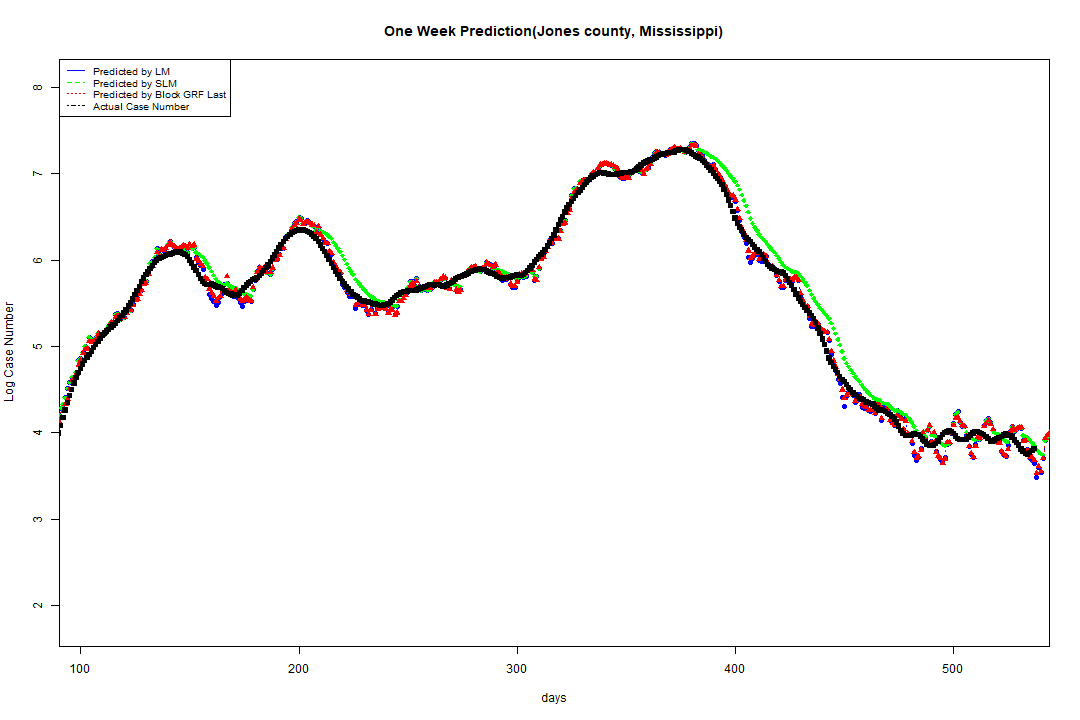 One Week Prediction(Jones county, Mississippi)
Predicted by LM
Predicted by SLM
Predicted by Block GRF Last
Actual Case Number
8
7
6
5
4
3
2
Log Case Number
100 200 300 400 500
days